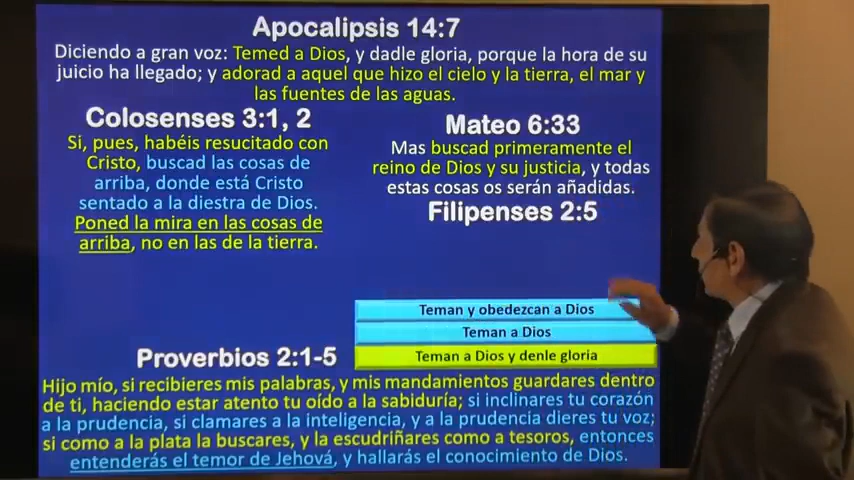 Apocalipsis 14:7
Diciendo a gran voz: Temed a Dios, y dadle gloria, porque la hora de su
juicio ha llegado; y adorad a aquel que hizo el cielo y la tierra, el mar y
las fuentes de las aguas.
Colosenses 3:1, 2
Si, pues, habéis resucitado con
Cristo, buscad las cosas de
arriba, donde está Cristo
sentado a la diestra de Dios.
Poned la mira en las cosas de
arriba, no en las de la tierra.
Mateo 6:33
Mas buscad primeramente el
reino de Dios y su justicia, y todas
estas cosas os serán añadidas.
Filipenses 2:5
Teman y obedezcan a Dios
Teman a Dios
Teman a Dios y denle gloria
Proverbios 2:1-5
Hijo mío, si recibieres mis palabras, y mis mandamientos guardares dentro
de ti, haciendo estar atento tu oído a la sabiduría; si inclinares tu corazón
a la prudencia, si clamares a la inteligencia, y a la prudencia dieres tu voz;
si como a la plata la buscares, y la escudriñares como a tesoros, entonces
entenderás el temor de Jehová, y hallarás el conocimiento de Dios.